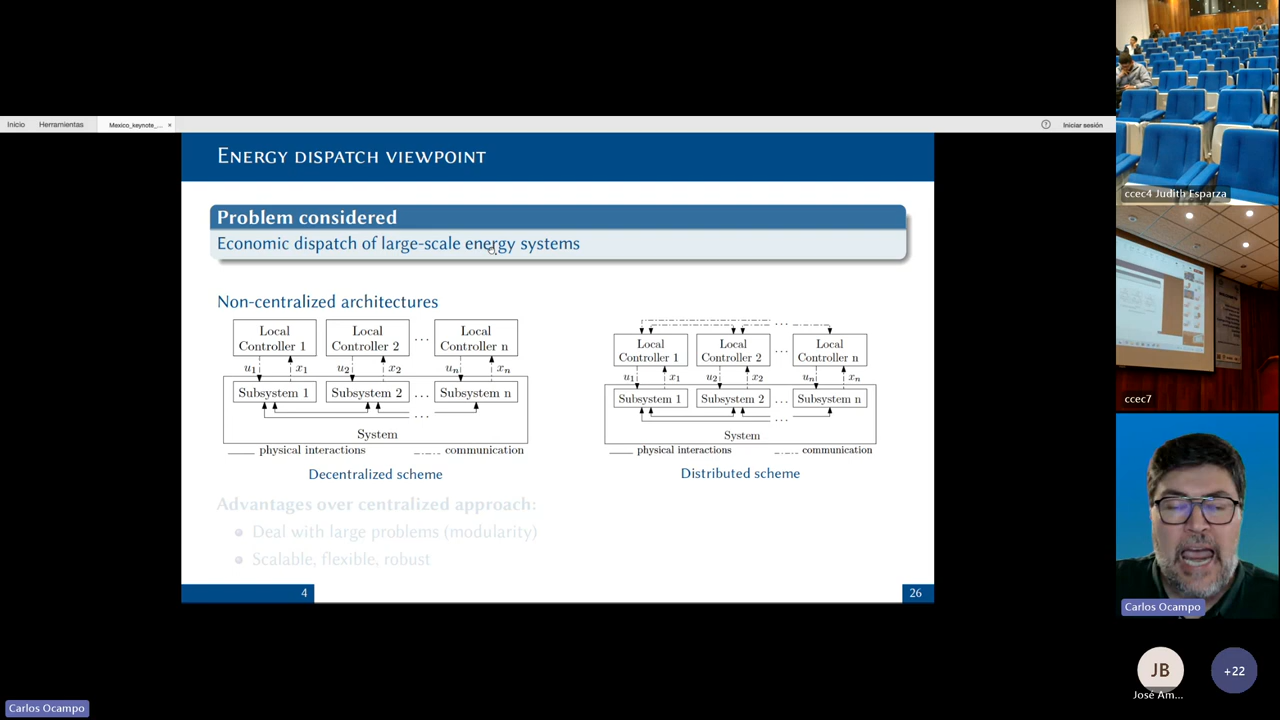 Inicio Herramientas Mexico_keynote_... × Iniciar sesión
ENERGY DISPATCH VIEWPOINT
Problem considered
Economic dispatch of large-scale energy systems
Non-centralized architectures
Local Controller 1
Local Controller 2
...
Local Controller n
u1 x1 u2 x2 un xn
Subsystem 1 Subsystem 2 ... Subsystem n
...
System
physical interactions communication
Decentralized scheme
...
Local Controller 1
Local Controller 2
...
Local Controller n
u1 x1 u2 x2 un xn
Subsystem 1 Subsystem 2 ... Subsystem n
...
System
physical interactions communication
Distributed scheme
Advantages over centralized approach:
Deal with large problems (modularity)
Scalable, flexible, robust
4 26
ccec4 Judith Esparza
ccec7
Carlos Ocampo
JB
José Am...
+22
Carlos Ocampo